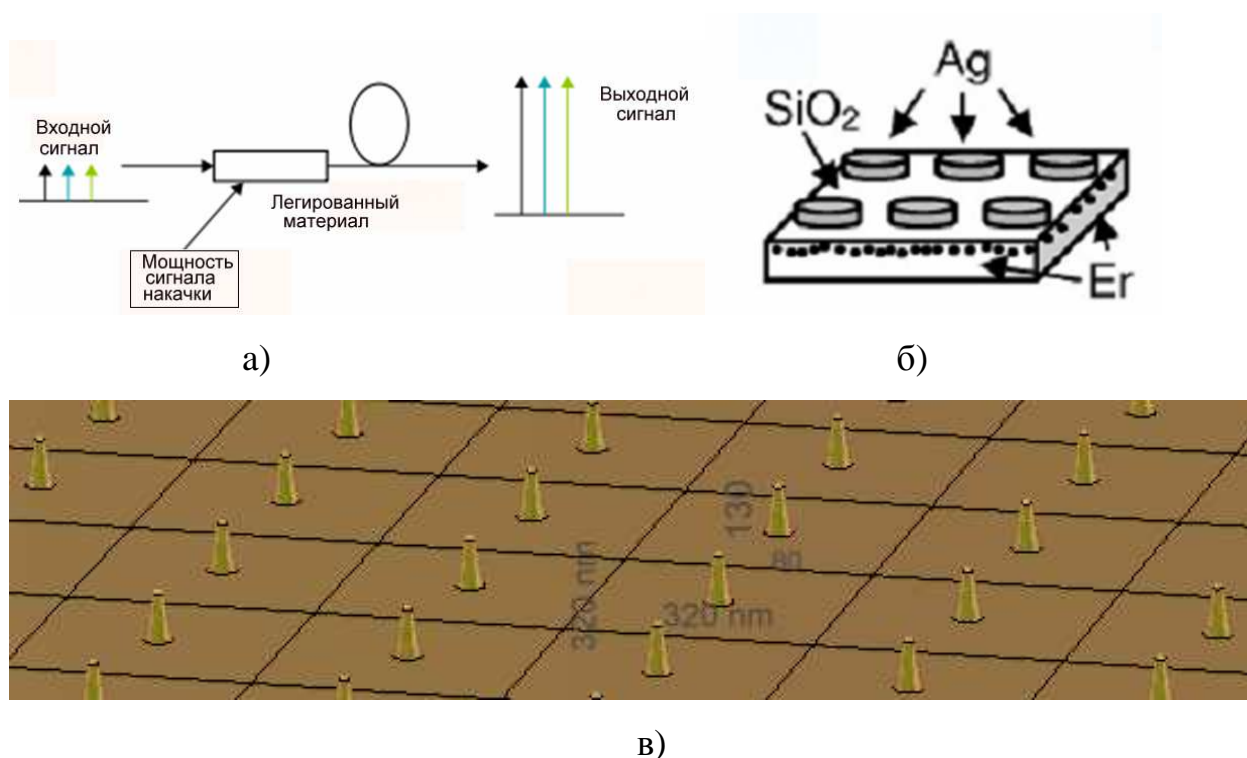 Входной
сигнал
Мощность
сигнала
накачки
Легированный
материал
Выходной
сигнал
а)
Ag
SiO₂
Er
б)
130
80
320 nm
320 nm
в)